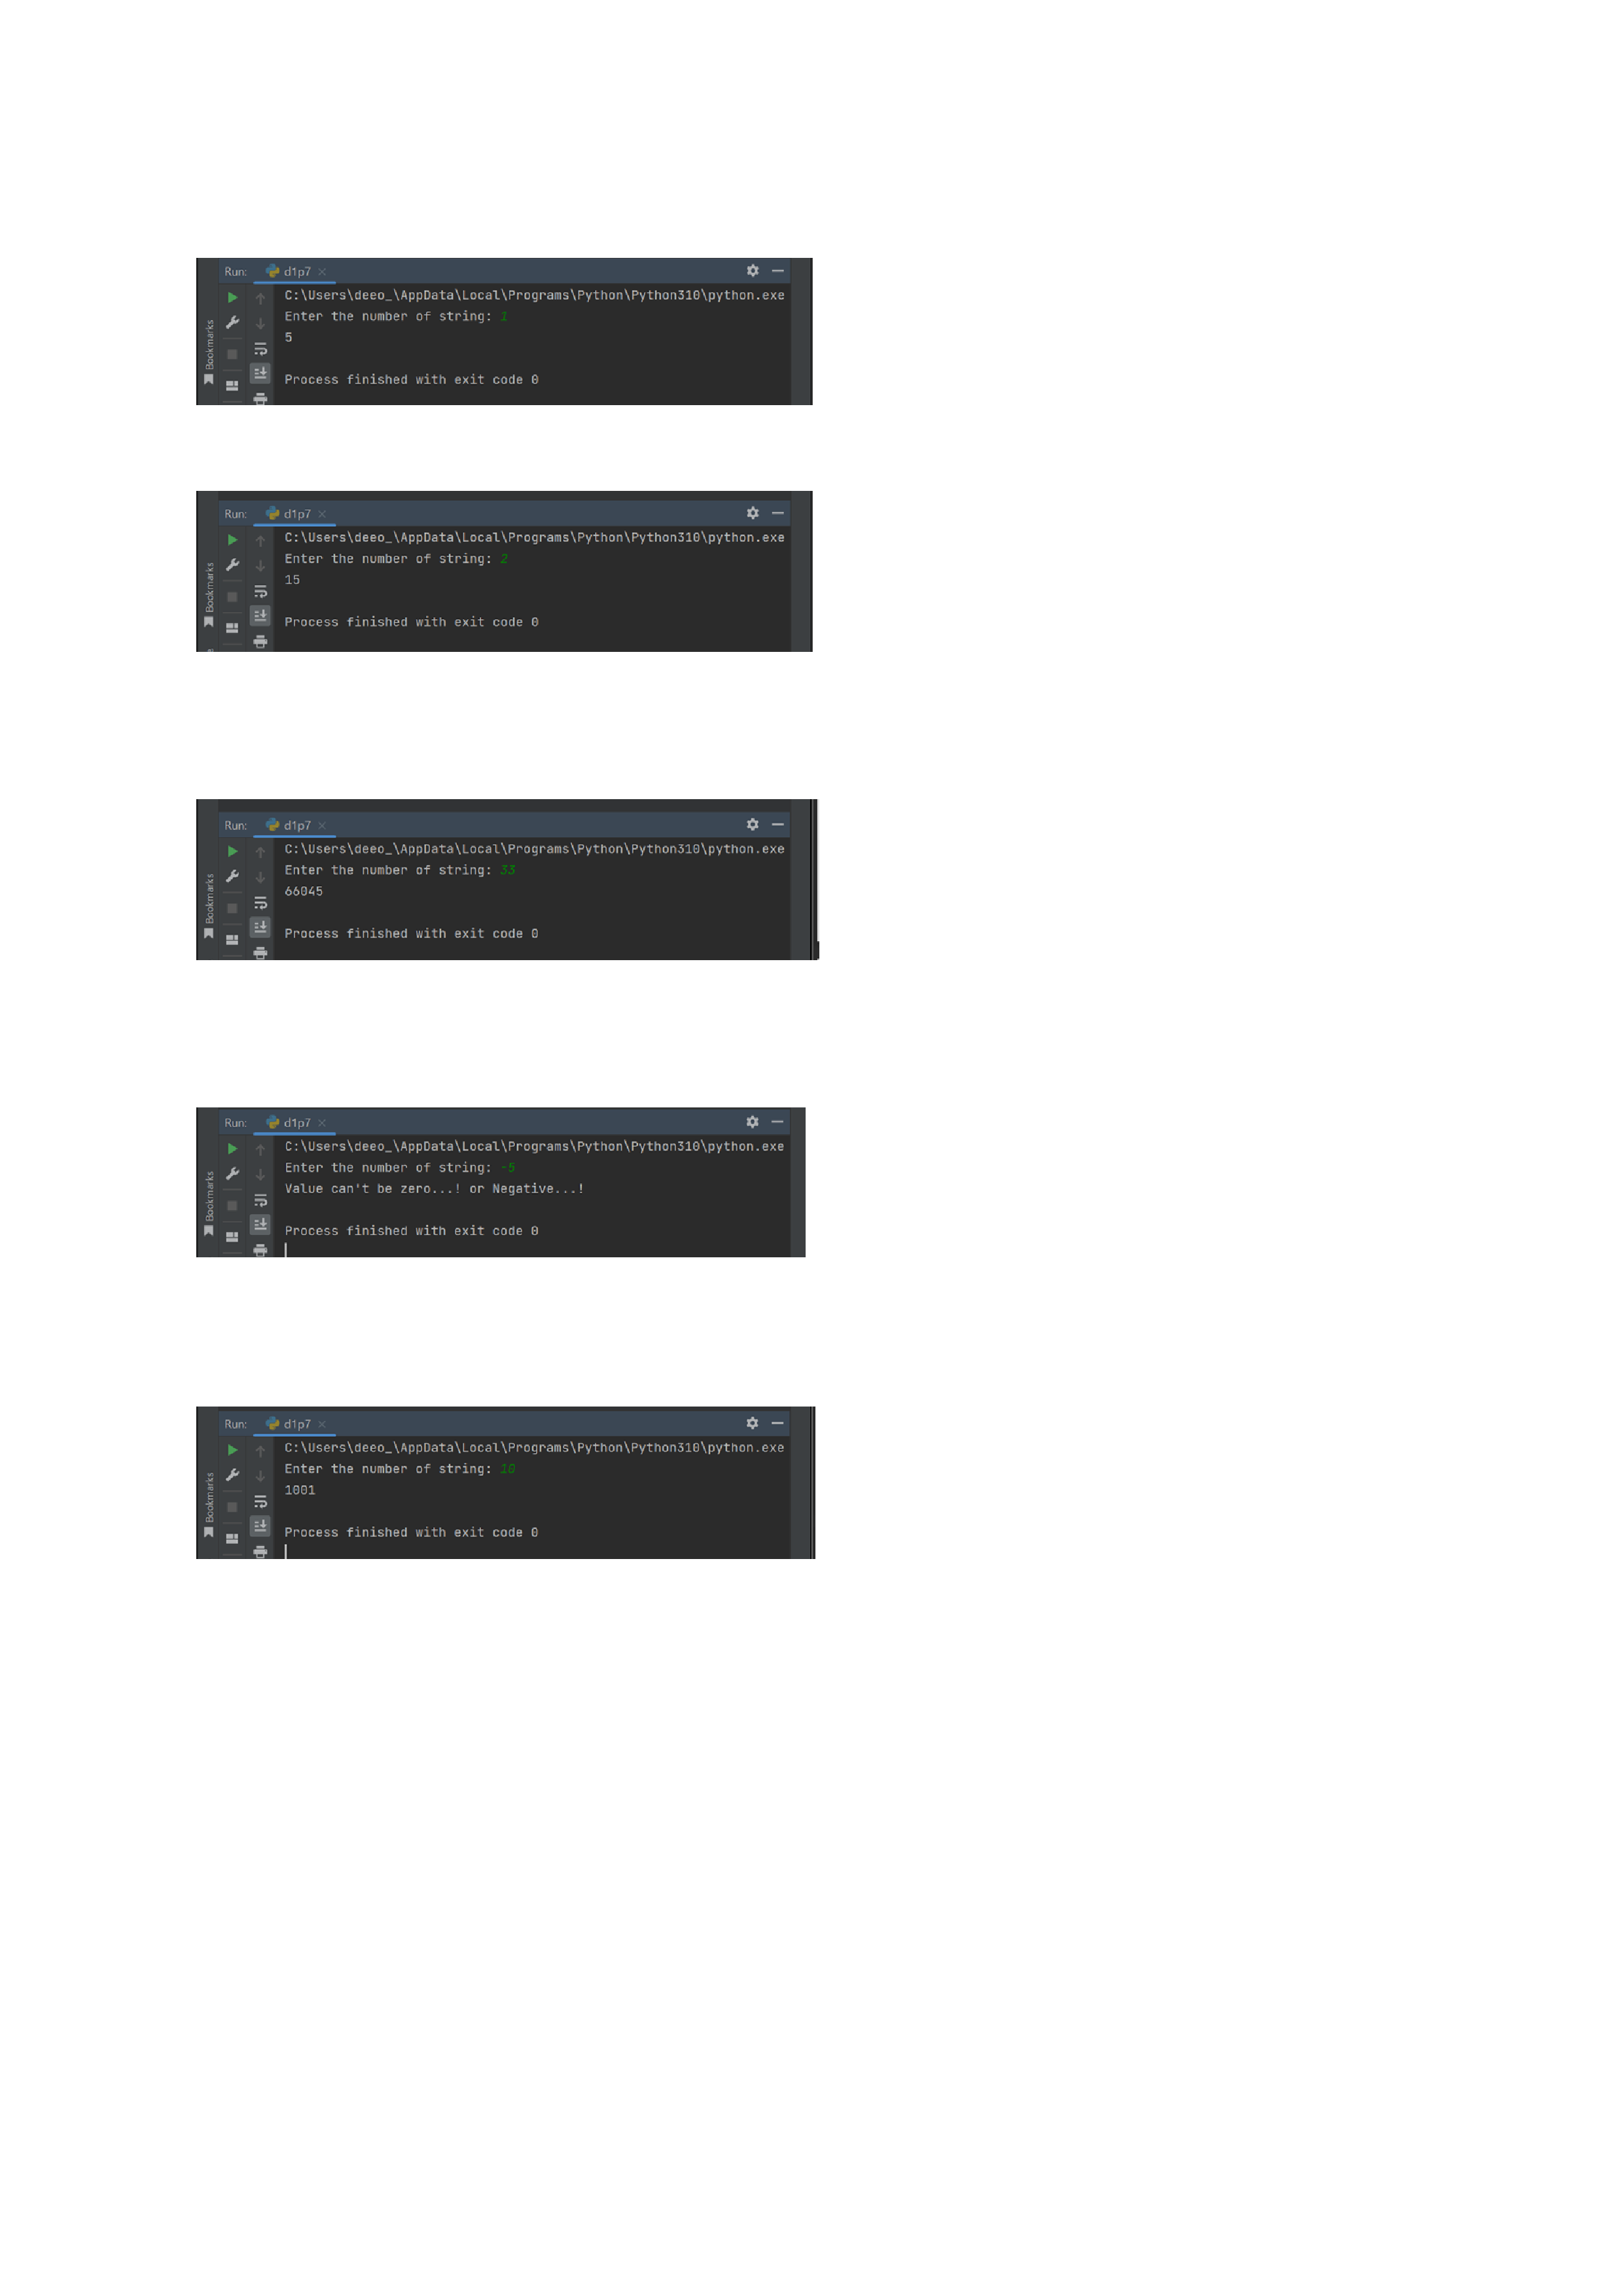 Run: d1p7
C:\Users\deeo_\AppData\Local\Programs\Python\Python310\python.exe
Enter the number of string: 1
5
Process finished with exit code 0
Bookmarks
Run: d1p7
C:\Users\deeo_\AppData\Local\Programs\Python\Python310\python.exe
Enter the number of string: 2
15
Process finished with exit code 0
Bookmarks
Run: d1p7
C:\Users\deeo_\AppData\Local\Programs\Python\Python310\python.exe
Enter the number of string: 33
66045
Process finished with exit code 0
Bookmarks
Run: d1p7
C:\Users\deeo_\AppData\Local\Programs\Python\Python310\python.exe
Enter the number of string: -5
Value can't be zero...! or Negative...!
Process finished with exit code 0
Bookmarks
Run: d1p7
C:\Users\deeo_\AppData\Local\Programs\Python\Python310\python.exe
Enter the number of string: 10
1001
Process finished with exit code 0
Bookmarks